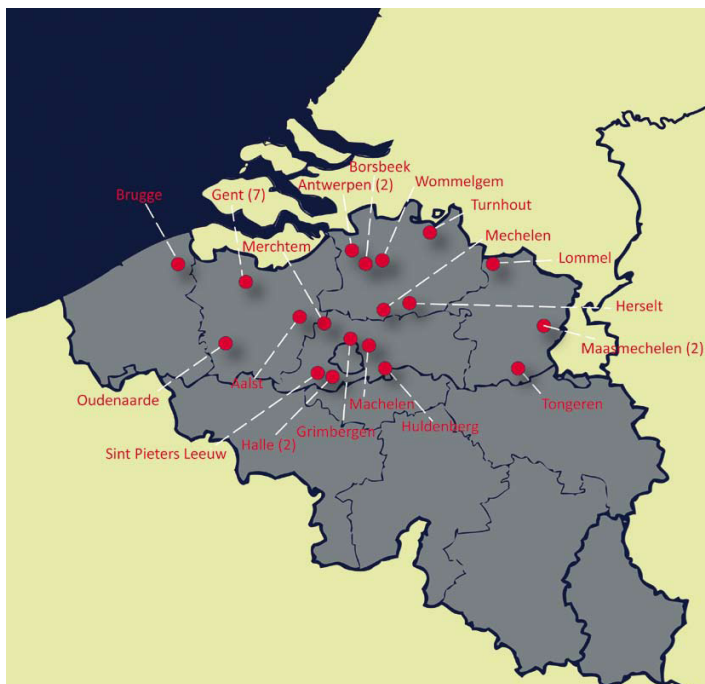 Borsbeek
Antwerpen (2)
Wommelgem
Brugge
Gent (7)
Turnhout
Merchtem
Mechelen
Lommel
Herselt
Maasmechelen (2)
Aalst
Oudenaarde
Machelen
Tongeren
Huldenberg
Grimbergen
Halle (2)
Sint Pieters Leeuw